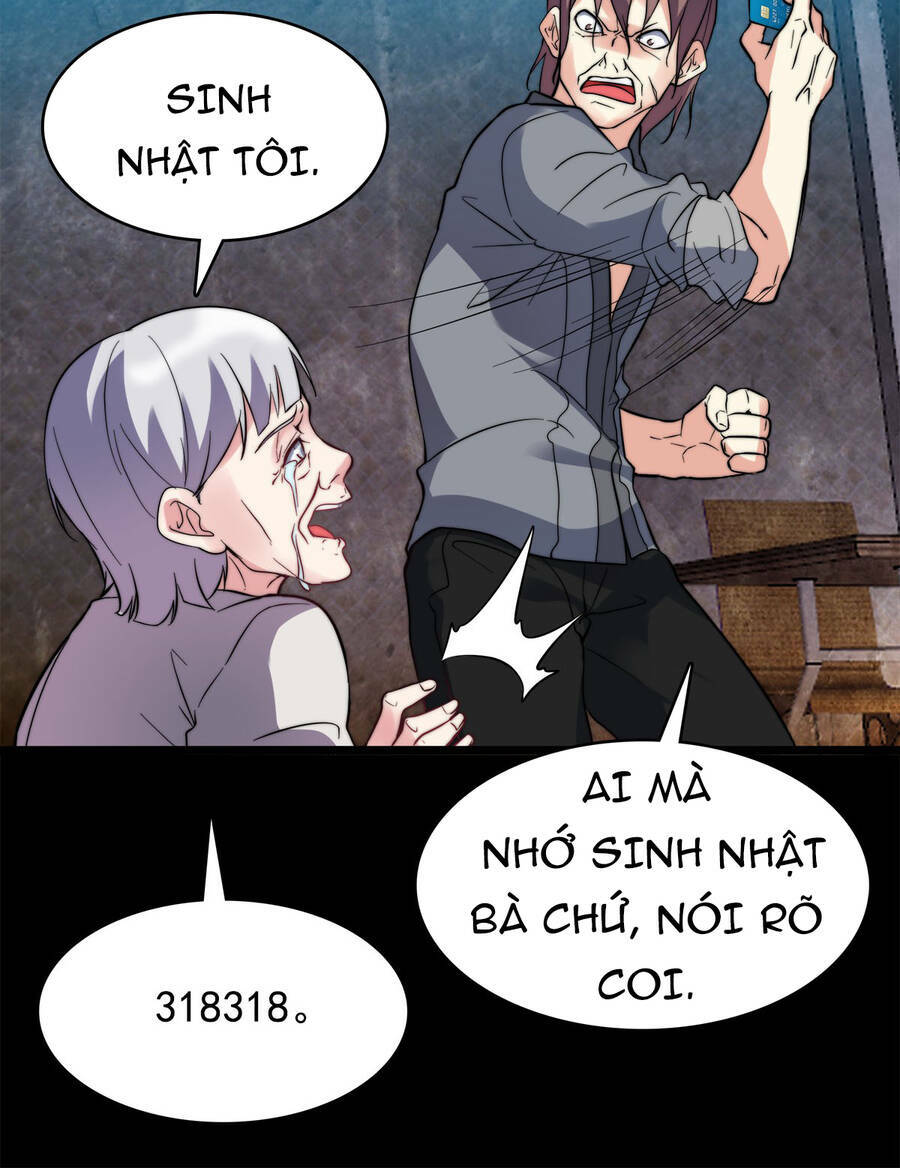 SINH
NHẬT TÔI.
AI MÀ
NHỚ SINH NHẬT
BÀ CHỨ, NÓI RÕ
COI.
318318。